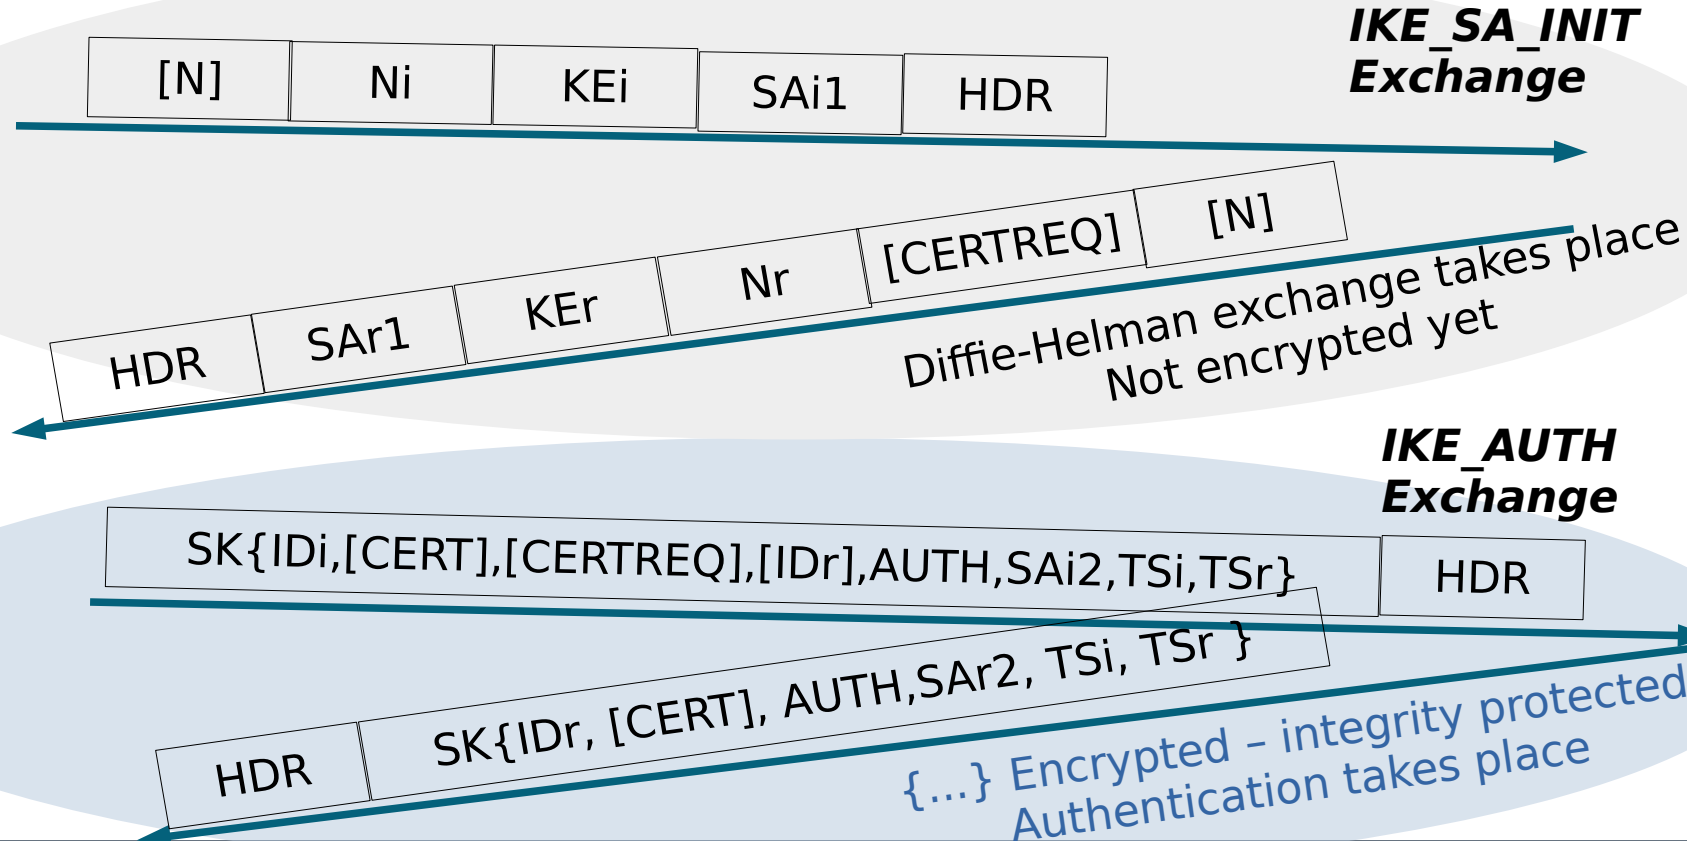 IKE_SA_INIT
Exchange
[N] Ni KEi SAi1 HDR
HDR SAr1 KEr Nr [CERTREQ] [N]
Diffie-Helman exchange takes place
Not encrypted yet
IKE_AUTH
Exchange
SK{IDi,[CERT],[CERTREQ],[IDr],AUTH,SAi2,TSi,TSr} HDR
HDR SK{IDr, [CERT], AUTH,SAr2, TSi, TSr }
{...} Encrypted – integrity protected
Authentication takes place